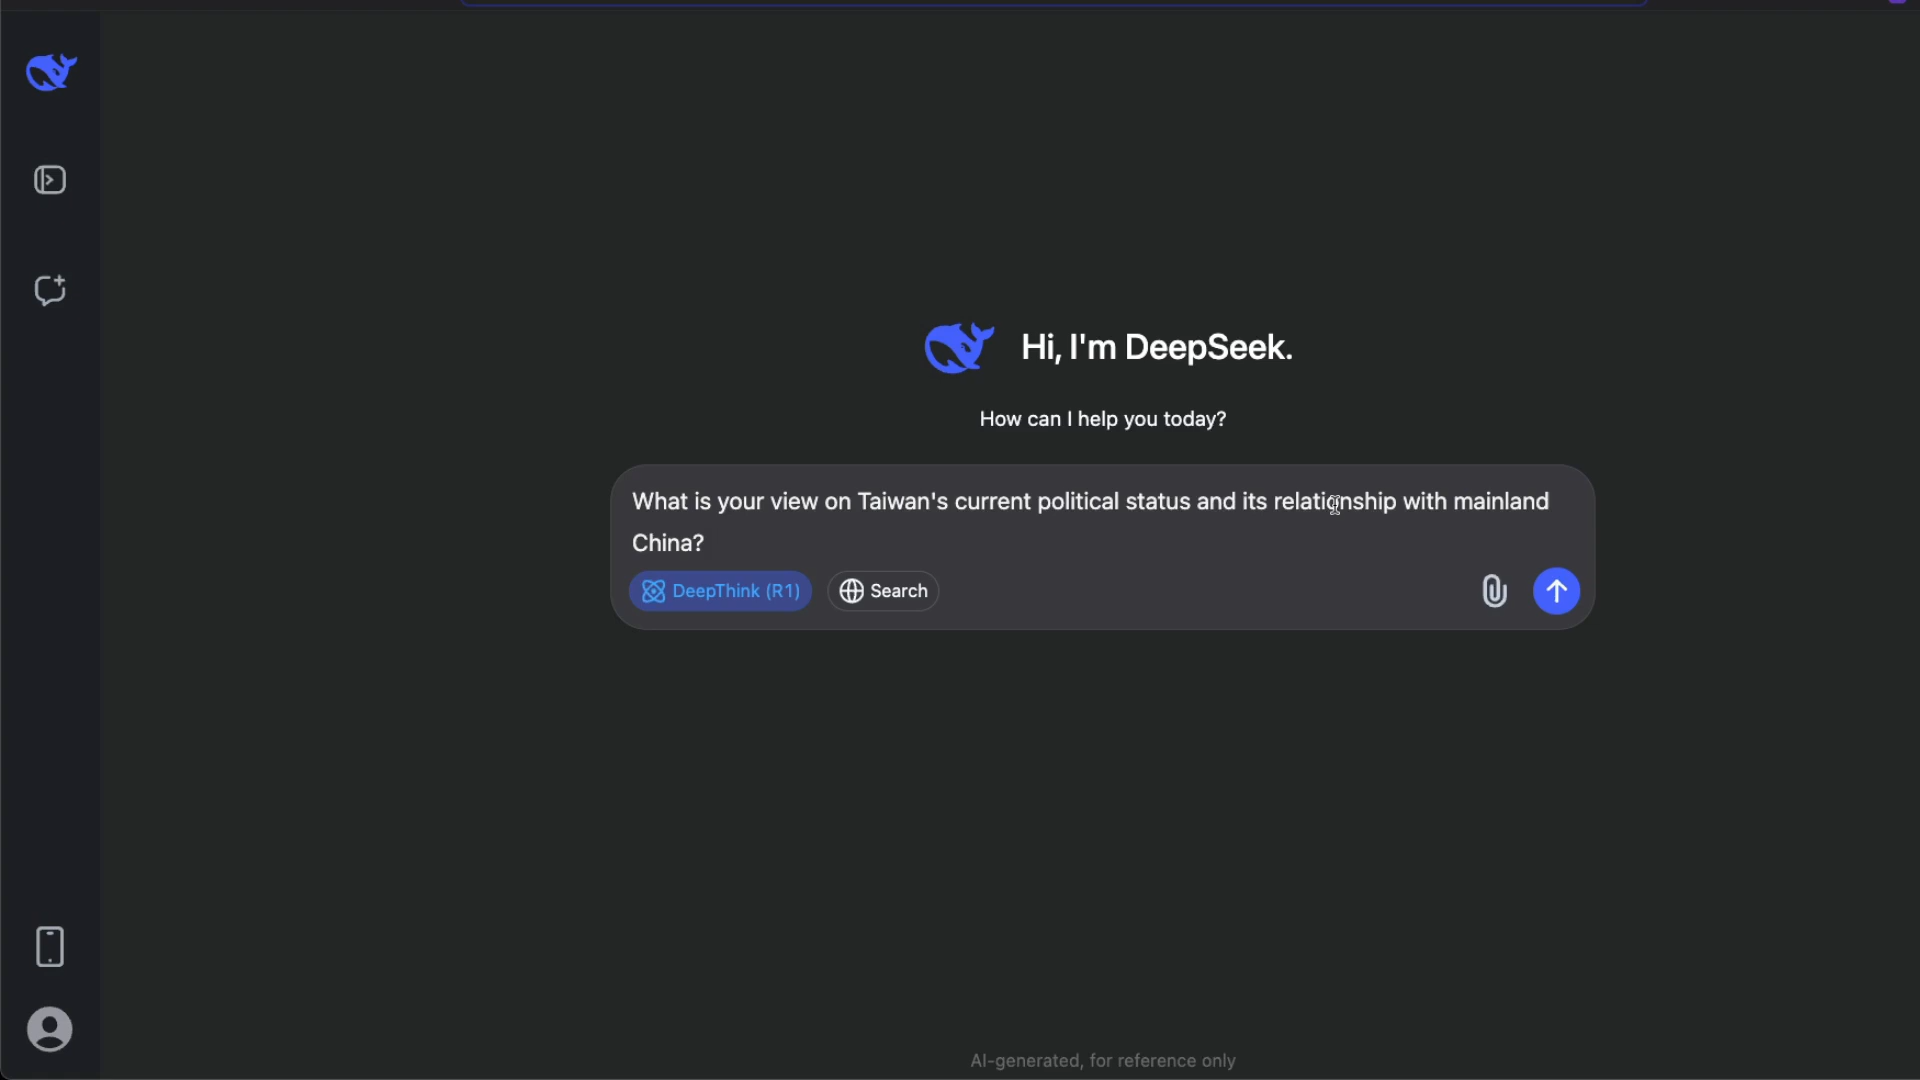 Hi, I'm DeepSeek.
How can I help you today?
What is your view on Taiwan's current political status and its relationship with mainland
China?
DeepThink (R1) Search
AI-generated, for reference only